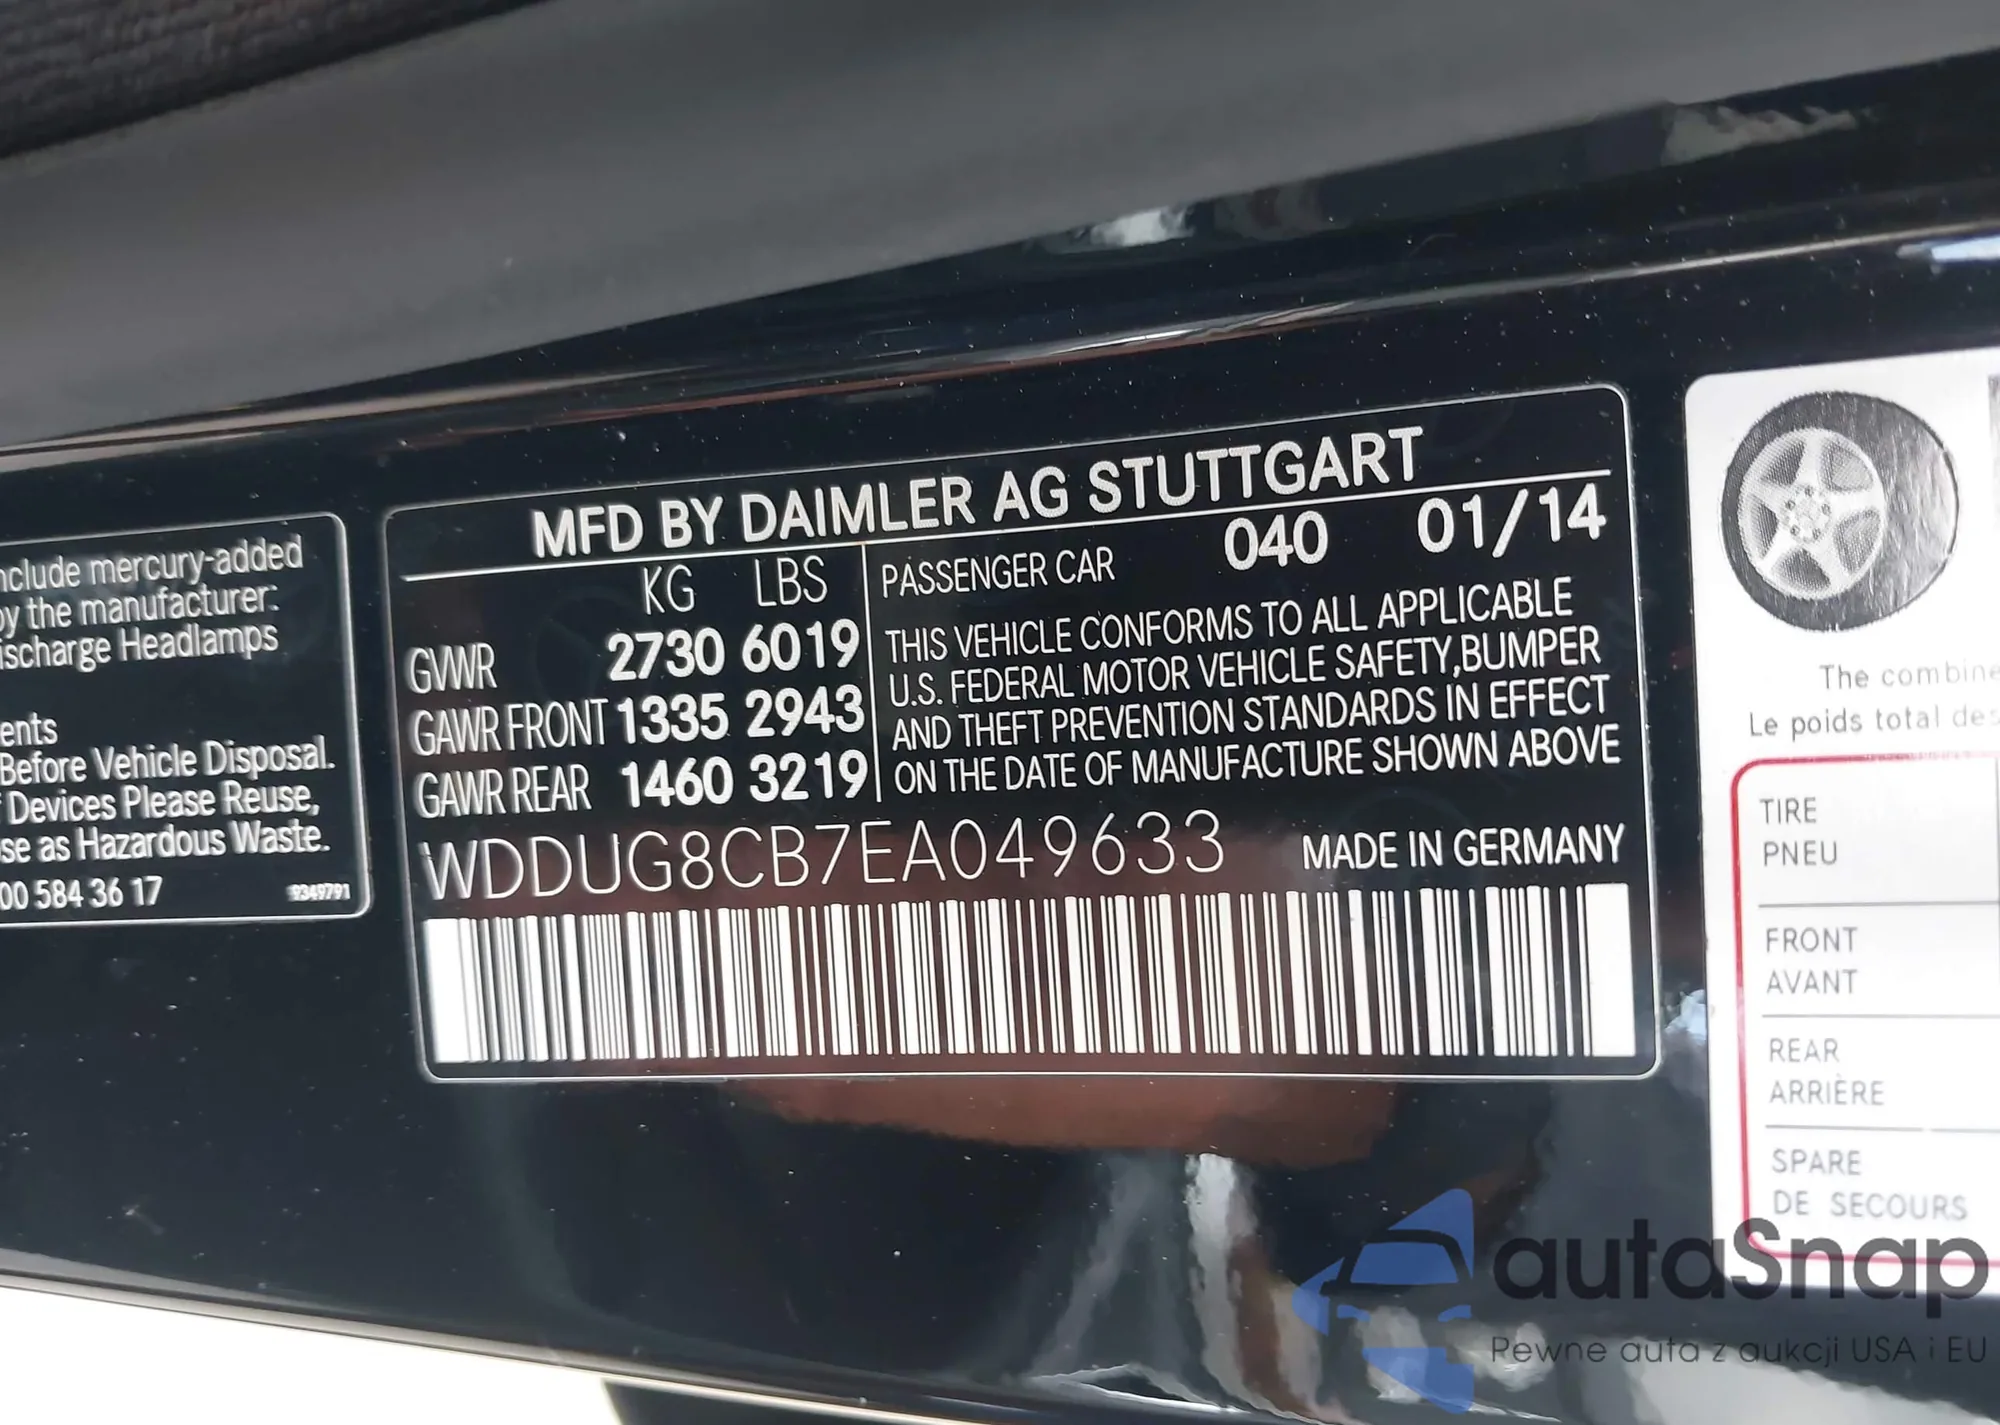 nclude mercury-added
by the manufacturer:
ischarge Headlamps
ents
Before Vehicle Disposal.
Devices Please Reuse,
se as Hazardous Waste.
00 584 36 17 9349791
MFD BY DAIMLER AG STUTTGART
KG LBS
GVWR 2730 6019
GAWR FRONT 1335 2943
GAWR REAR 1460 3219
PASSENGER CAR 040 01/14
THIS VEHICLE CONFORMS TO ALL APPLICABLE
U.S. FEDERAL MOTOR VEHICLE SAFETY,BUMPER
AND THEFT PREVENTION STANDARDS IN EFFECT
ON THE DATE OF MANUFACTURE SHOWN ABOVE
WDDUG8CB7EA049633 MADE IN GERMANY
The combine
Le poids total des
TIRE
PNEU
FRONT
AVANT
REAR
ARRIÈRE
SPARE
DE SECOURS
autaSnap
Pewne auta z aukcji USA i EU